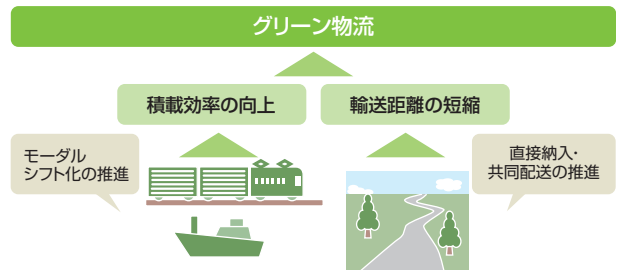 グリーン物流
積載効率の向上
輸送距離の短縮
モーダル
シフト化の推進
直接納入・
共同配送の推進